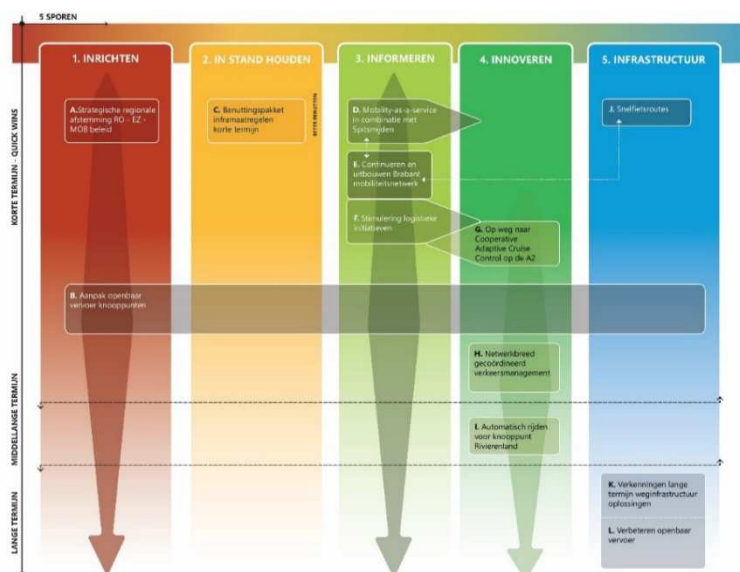 5 SPOREN
1. INRICHTEN
2. IN STAND HOUDEN
3. INFORMEREN
4. INNOVEREN
5. INFRASTRUCTUUR
KORTE TERMIJN - QUICK WINS
A. Strategische regionale
afstemming RO - EZ -
MOB beleid
C. Benuttingspakket
inframaatregelen
korte termijn
BETER BENUTTEN
D. Mobility-as-a-service
in combinatie met
Spitsmijden
J. Snelfietsroutes
E. Continueren en
uitbouwen Brabant
mobiliteitsnetwerk
F. Stimulering logistieke
initiatieven
G. Op weg naar
Cooperative
Adaptive Cruise
Control op de A2
B. Aanpak openbaar
vervoer knooppunten
H. Netwerkbreed
gecoördineerd
verkeersmanagement
MIDDELLANGE TERMIJN
I. Automatisch rijden
voor knooppunt
Rivierenland
LANGE TERMIJN
K. Verkenningen lange
termijn weginfrastructuur
oplossingen
L. Verbeteren openbaar
vervoer